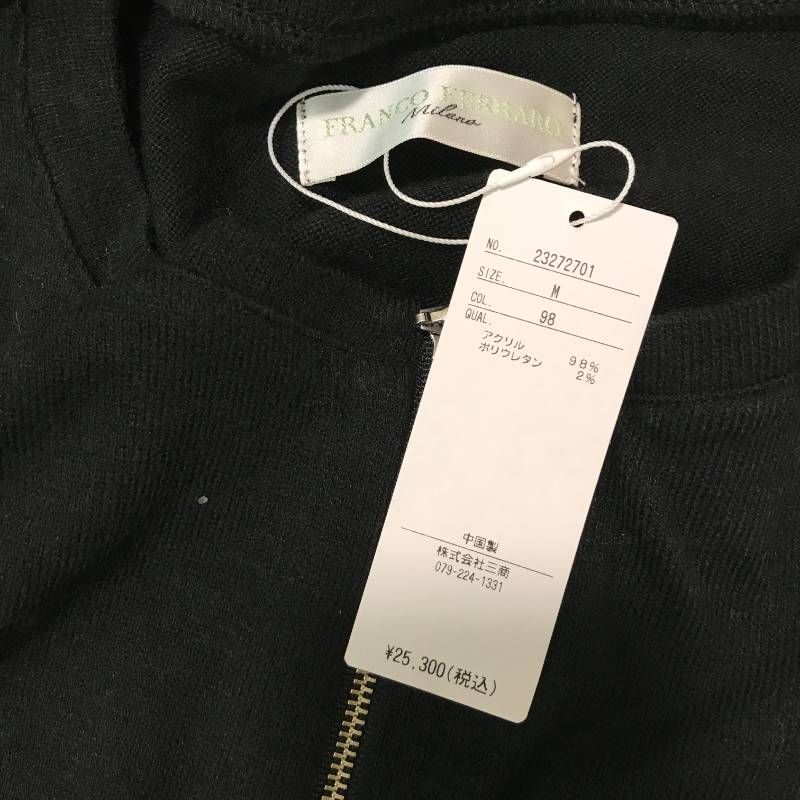 FRANCO FERRARO
Milano
NO. 23272701
SIZE. M
COL. 98
QUAL.
アクリル 98%
ポリウレタン 2%
中国製
株式会社三商
079-224-1331
¥25,300(税込)